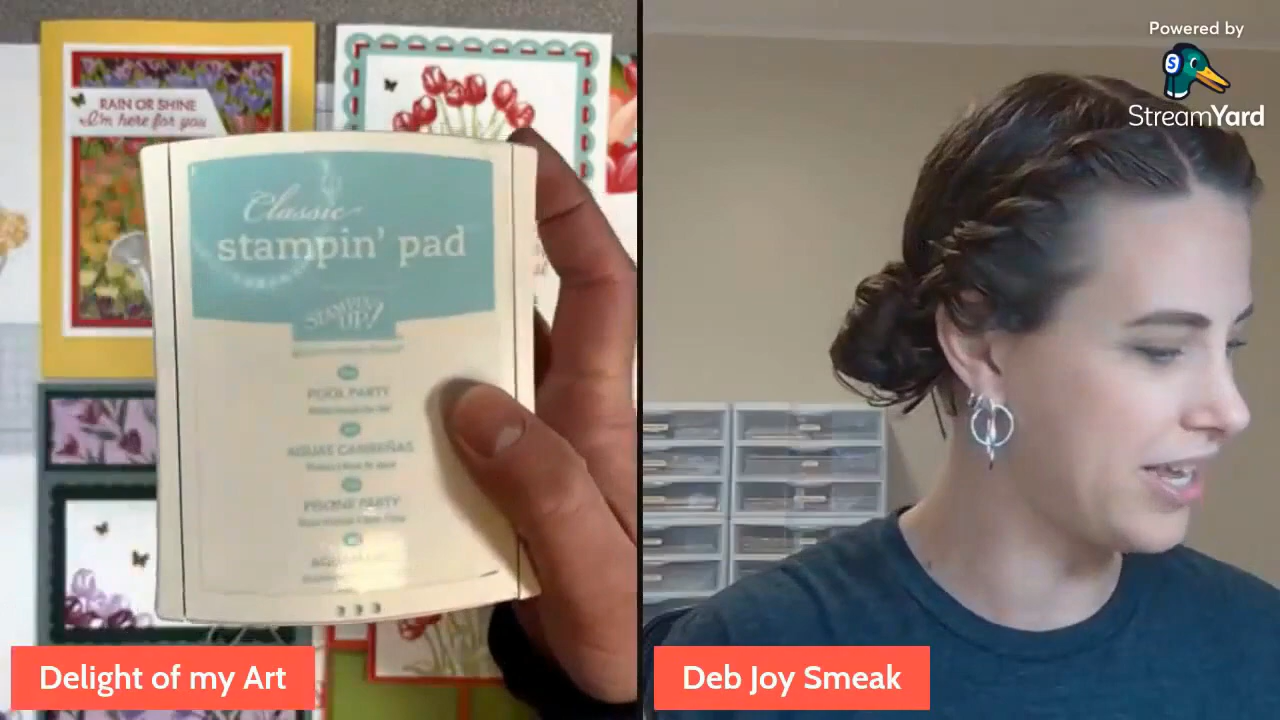 Powered by
StreamYard
RAIN OR SHINE
I'm here for you
Classic
stampin' pad
STAMPIN'
UP!
POOL PARTY
AGUAS CARIBEÑAS
PISCINE PARTY
Delight of my Art
Deb Joy Smeak